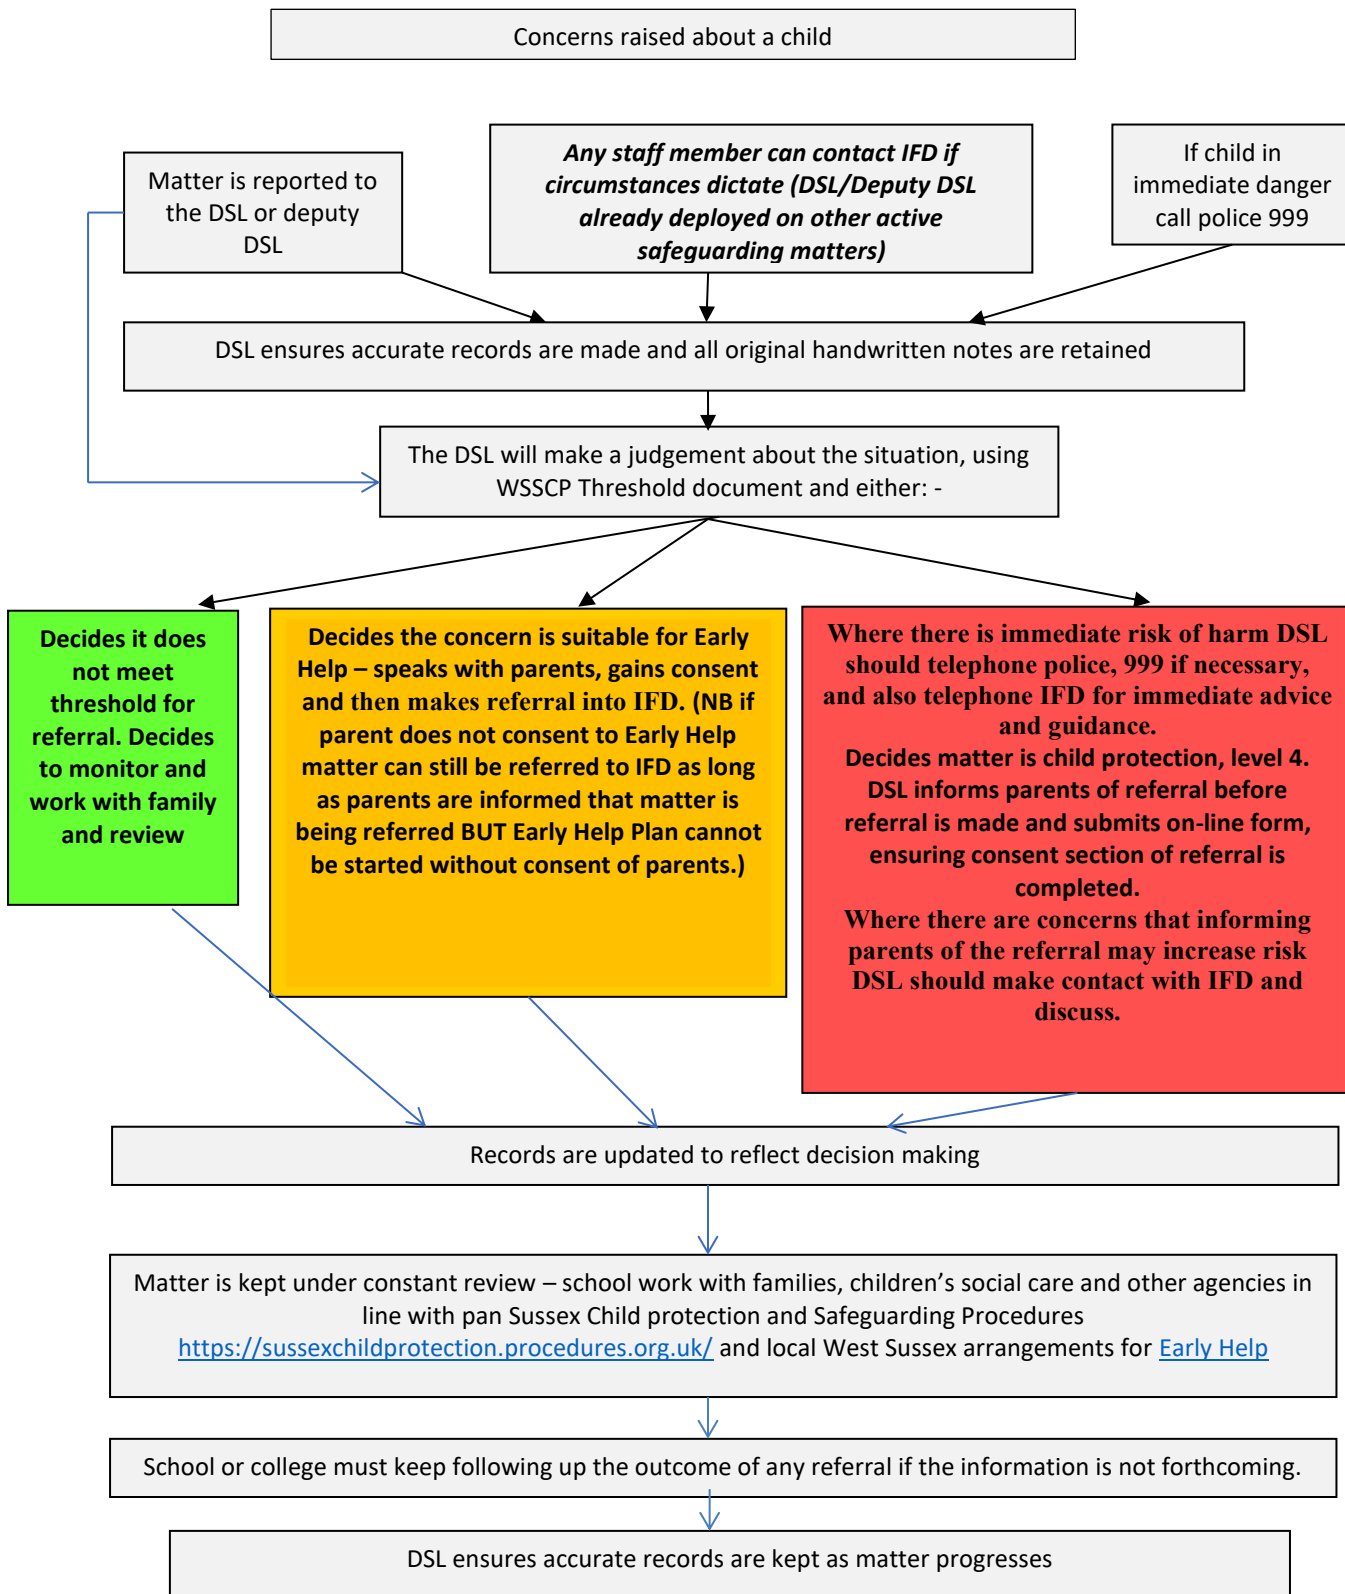 Concerns raised about a child
Matter is reported to
the DSL or deputy
DSL
Any staff member can contact IFD if
circumstances dictate (DSL/Deputy DSL
already deployed on other active
safeguarding matters)
If child in
immediate danger
call police 999
DSL ensures accurate records are made and all original handwritten notes are retained
The DSL will make a judgement about the situation, using
WSSCP Threshold document and either: -
Decides it does
not meet
threshold for
referral. Decides
to monitor and
work with family
and review
Decides the concern is suitable for Early
Help – speaks with parents, gains consent
and then makes referral into IFD. (NB if
parent does not consent to Early Help
matter can still be referred to IFD as long
as parents are informed that matter is
being referred BUT Early Help Plan cannot
be started without consent of parents.)
Where there is immediate risk of harm DSL
should telephone police, 999 if necessary,
and also telephone IFD for immediate advice
and guidance.
Decides matter is child protection, level 4.
DSL informs parents of referral before
referral is made and submits on-line form,
ensuring consent section of referral is
completed.
Where there are concerns that informing
parents of the referral may increase risk
DSL should make contact with IFD and
discuss.
Records are updated to reflect decision making
Matter is kept under constant review – school work with families, children’s social care and other agencies in
line with pan Sussex Child protection and Safeguarding Procedures
https://sussexchildprotection.procedures.org.uk/ and local West Sussex arrangements for Early Help
School or college must keep following up the outcome of any referral if the information is not forthcoming.
DSL ensures accurate records are kept as matter progresses